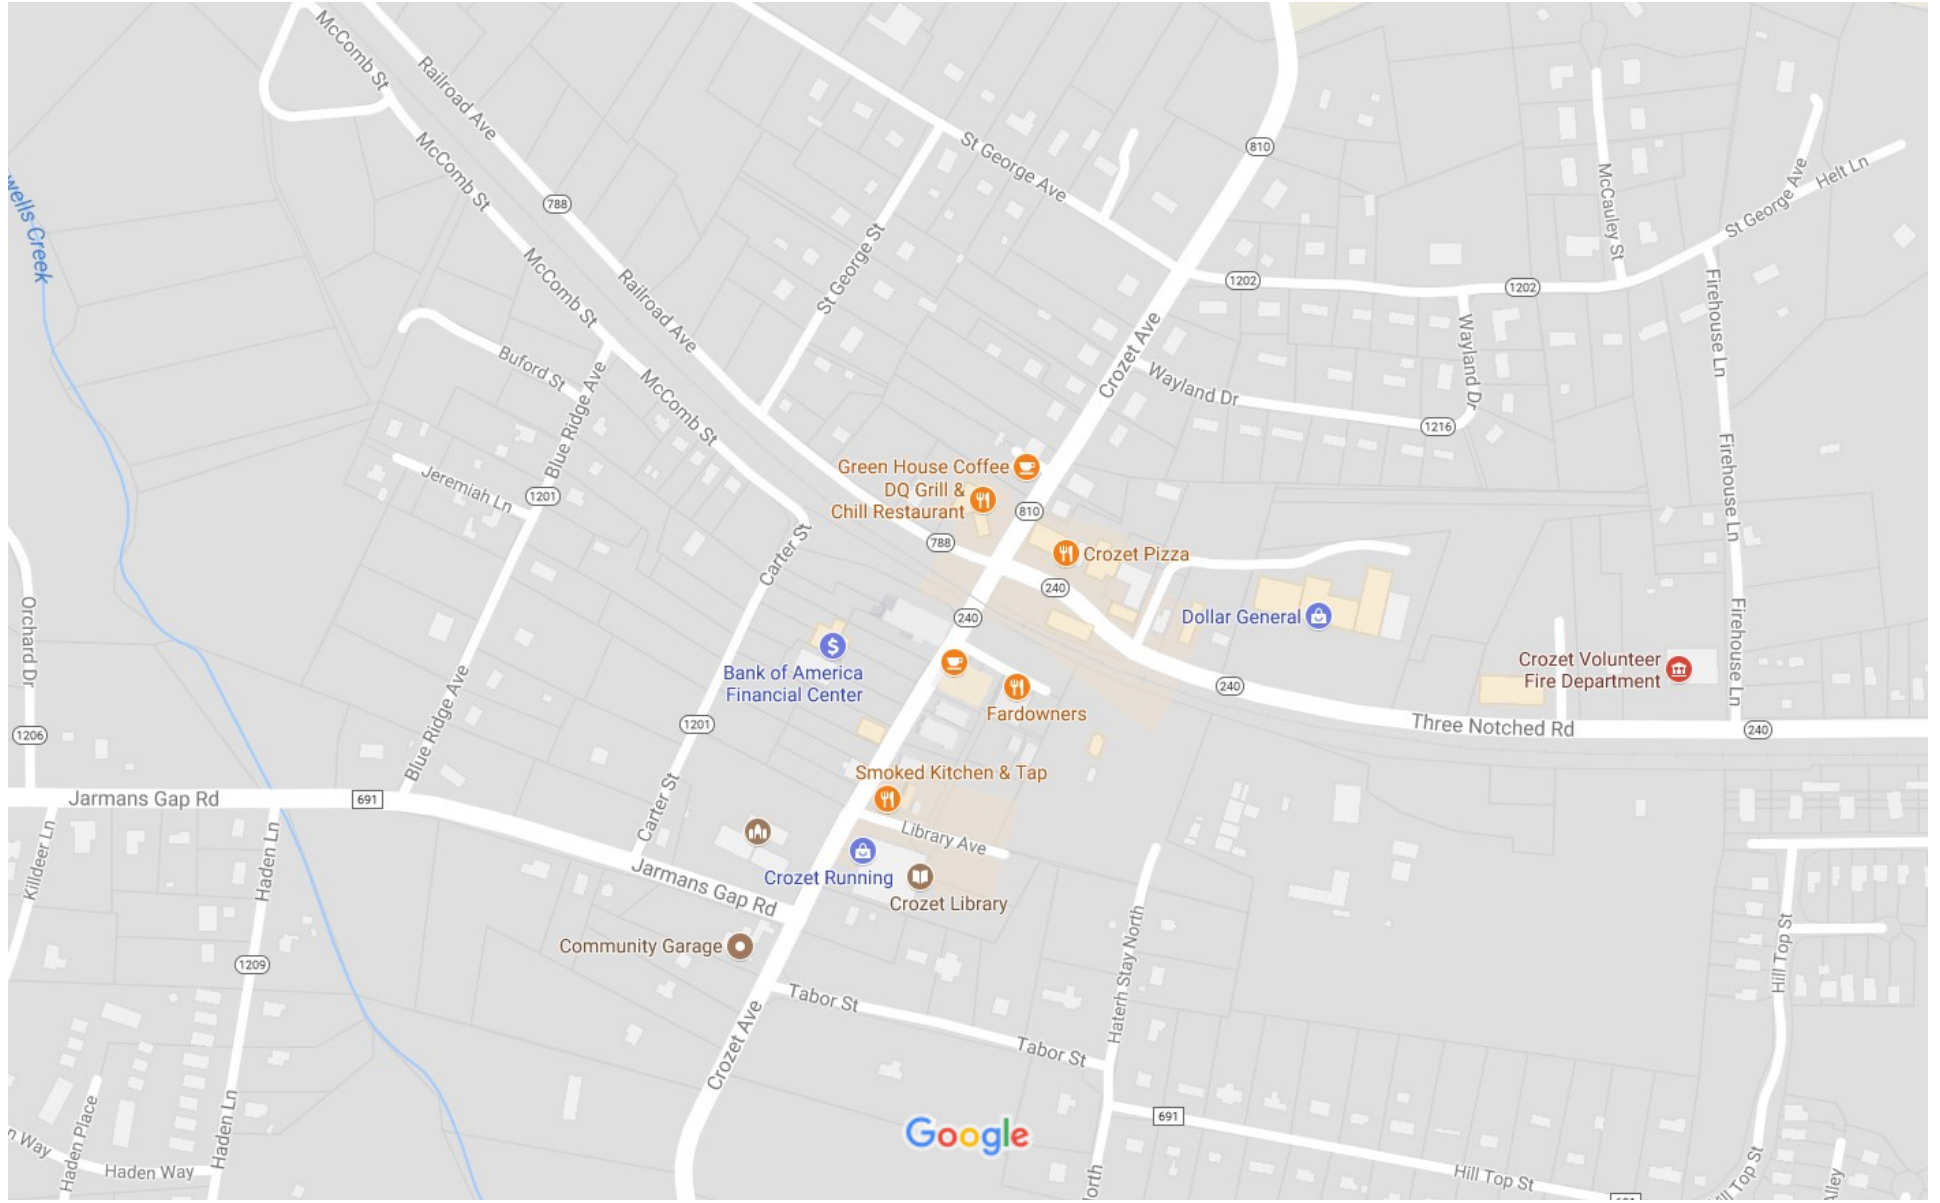 McComb St
Railroad Ave
McComb St
788
St George Ave
810
McCauley St
St George Ave
Helt Ln
wells Creek
McComb St
Railroad Ave
St George St
1202
1202
Firehouse Ln
Buford St
Blue Ridge Ave
McComb St
Crozet Ave
Wayland Dr
Wayland Dr
1216
Jeremiah Ln
1201
Green House Coffee
DQ Grill &
Chill Restaurant
810
788
Crozet Pizza
240
Firehouse Ln
Carter St
240
Dollar General
Orchard Dr
Bank of America
Financial Center
Fardowners
240
Crozet Volunteer
Fire Department
Firehouse Ln
1206
Blue Ridge Ave
1201
Three Notched Rd
240
Smoked Kitchen & Tap
Jarmans Gap Rd
691
Carter St
Library Ave
Killdeer Ln
Haden Ln
Jarmans Gap Rd
Crozet Running
Crozet Library
Community Garage
1209
Haterh Stay North
Hill Top St
Tabor St
Crozet Ave
Tabor St
Haden Place
Haden Ln
Google
691
n Way
Haden Way
orth
Hill Top St
Hill Top St
lley